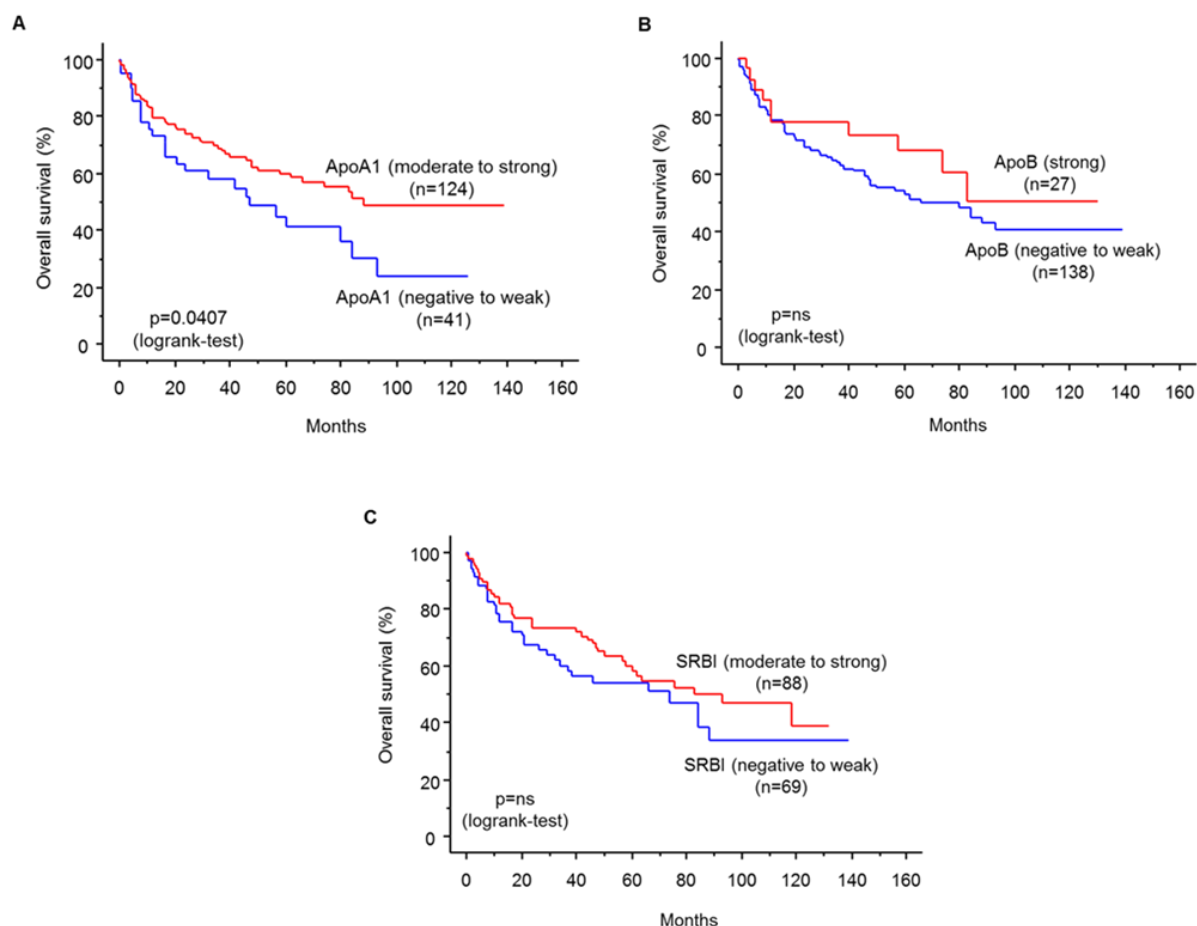 A
Overall survival (%)
100
80
60
40
20
0
ApoA1 (moderate to strong)
(n=124)
ApoA1 (negative to weak)
(n=41)
p=0.0407
(logrank-test)
0 20 40 60 80 100 120 140 160
Months
B
Overall survival (%)
100
80
60
40
20
0
ApoB (strong)
(n=27)
ApoB (negative to weak)
(n=138)
p=ns
(logrank-test)
0 20 40 60 80 100 120 140 160
Months
C
Overall survival (%)
100
80
60
40
20
0
SRBI (moderate to strong)
(n=88)
SRBI (negative to weak)
(n=69)
p=ns
(logrank-test)
0 20 40 60 80 100 120 140 160
Months